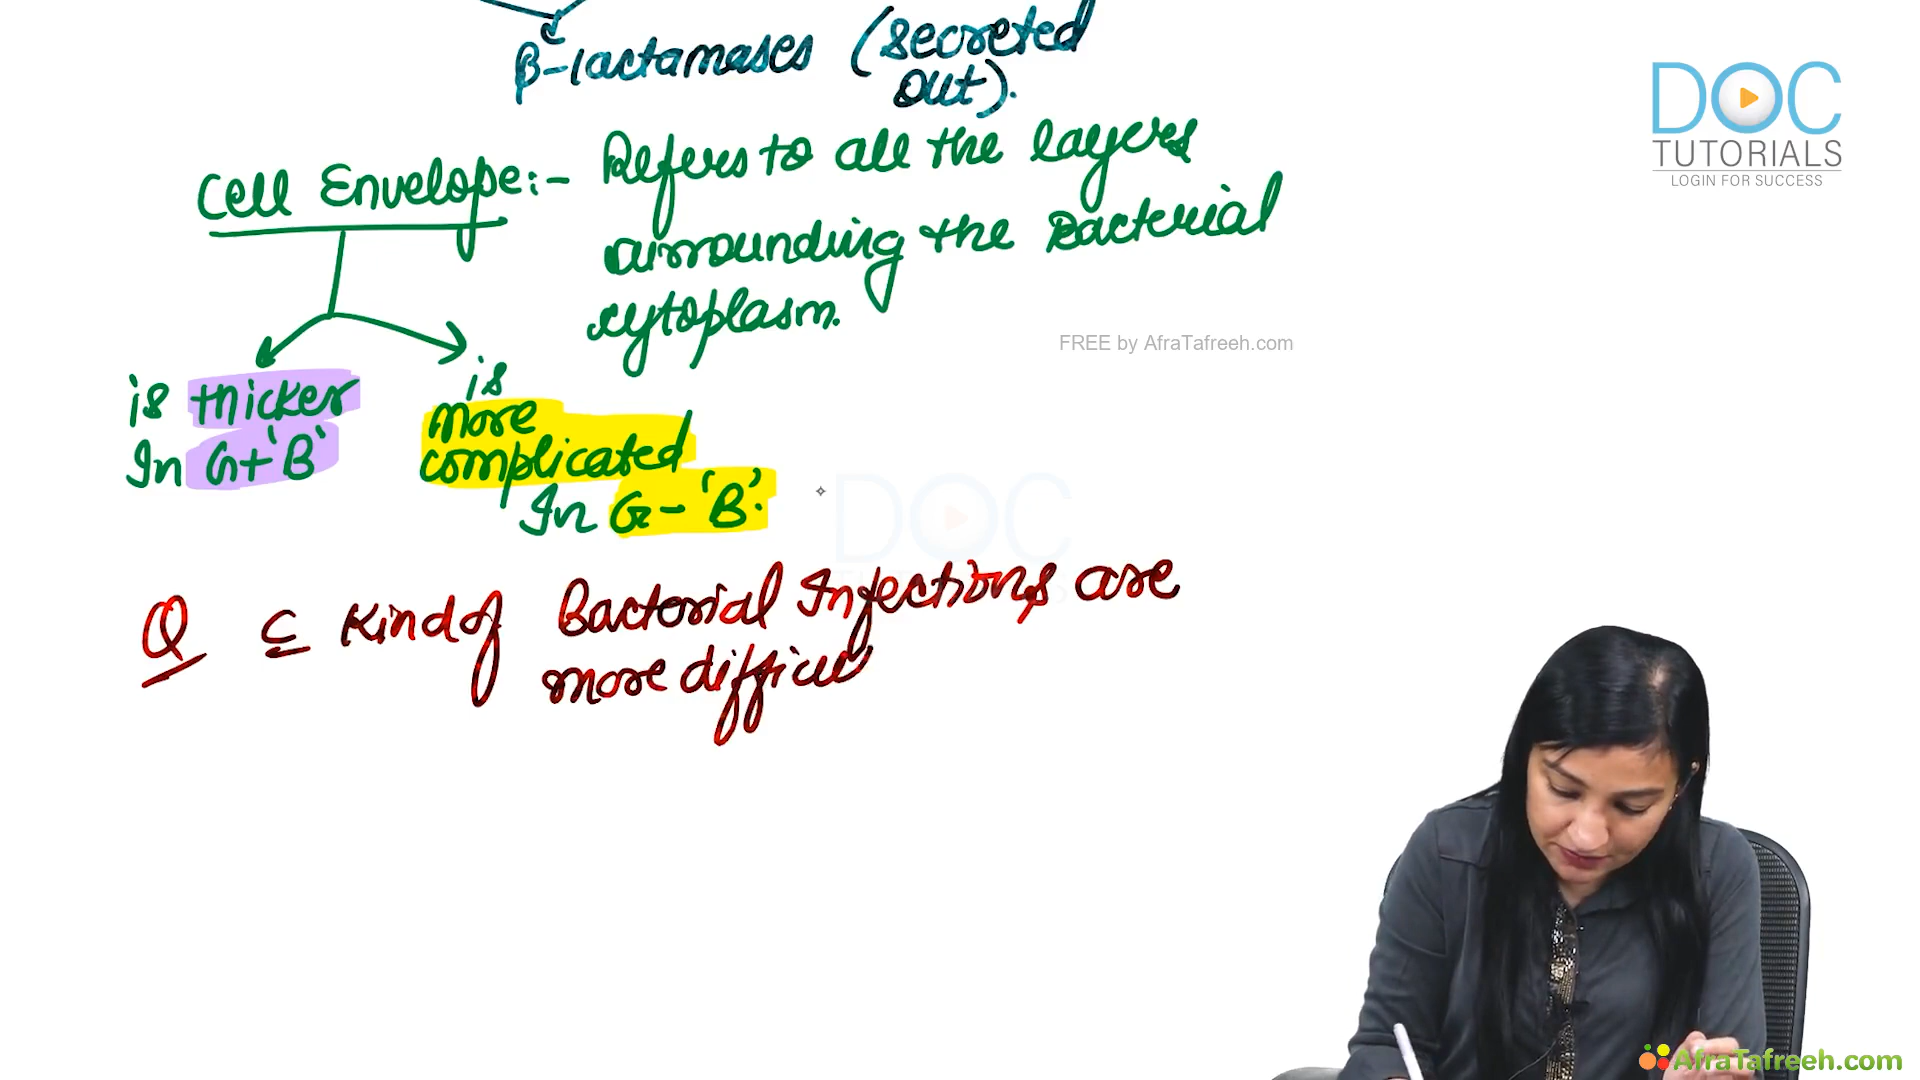 β-lactamases (secreted
out).
DOC
TUTORIALS
LOGIN FOR SUCCESS
Cell Envelope:- Refers to all the layers
surrounding the Bacterial
cytoplasm.
FREE by AfraTafreeh.com
is thicker
In G+ 'B'
is
more
complicated
In G- 'B'.
DOC
Q C Kind of Bacterial Infections are
more difficu
AfraTafreeh.com